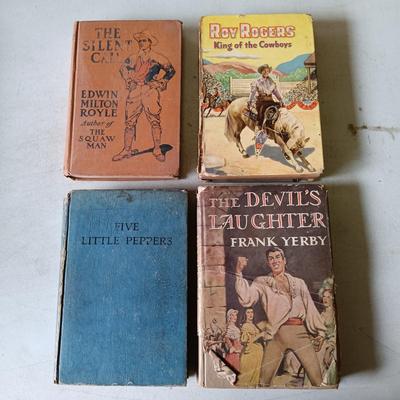 THE
SILENT
CALL
EDWIN
MILTON
ROYLE
Author of
THE
SQUAW
MAN
ROY ROGERS
King of the Cowboys
FIVE
LITTLE PEPPERS
THE DEVIL'S
LAUGHTER
FRANK YERBY